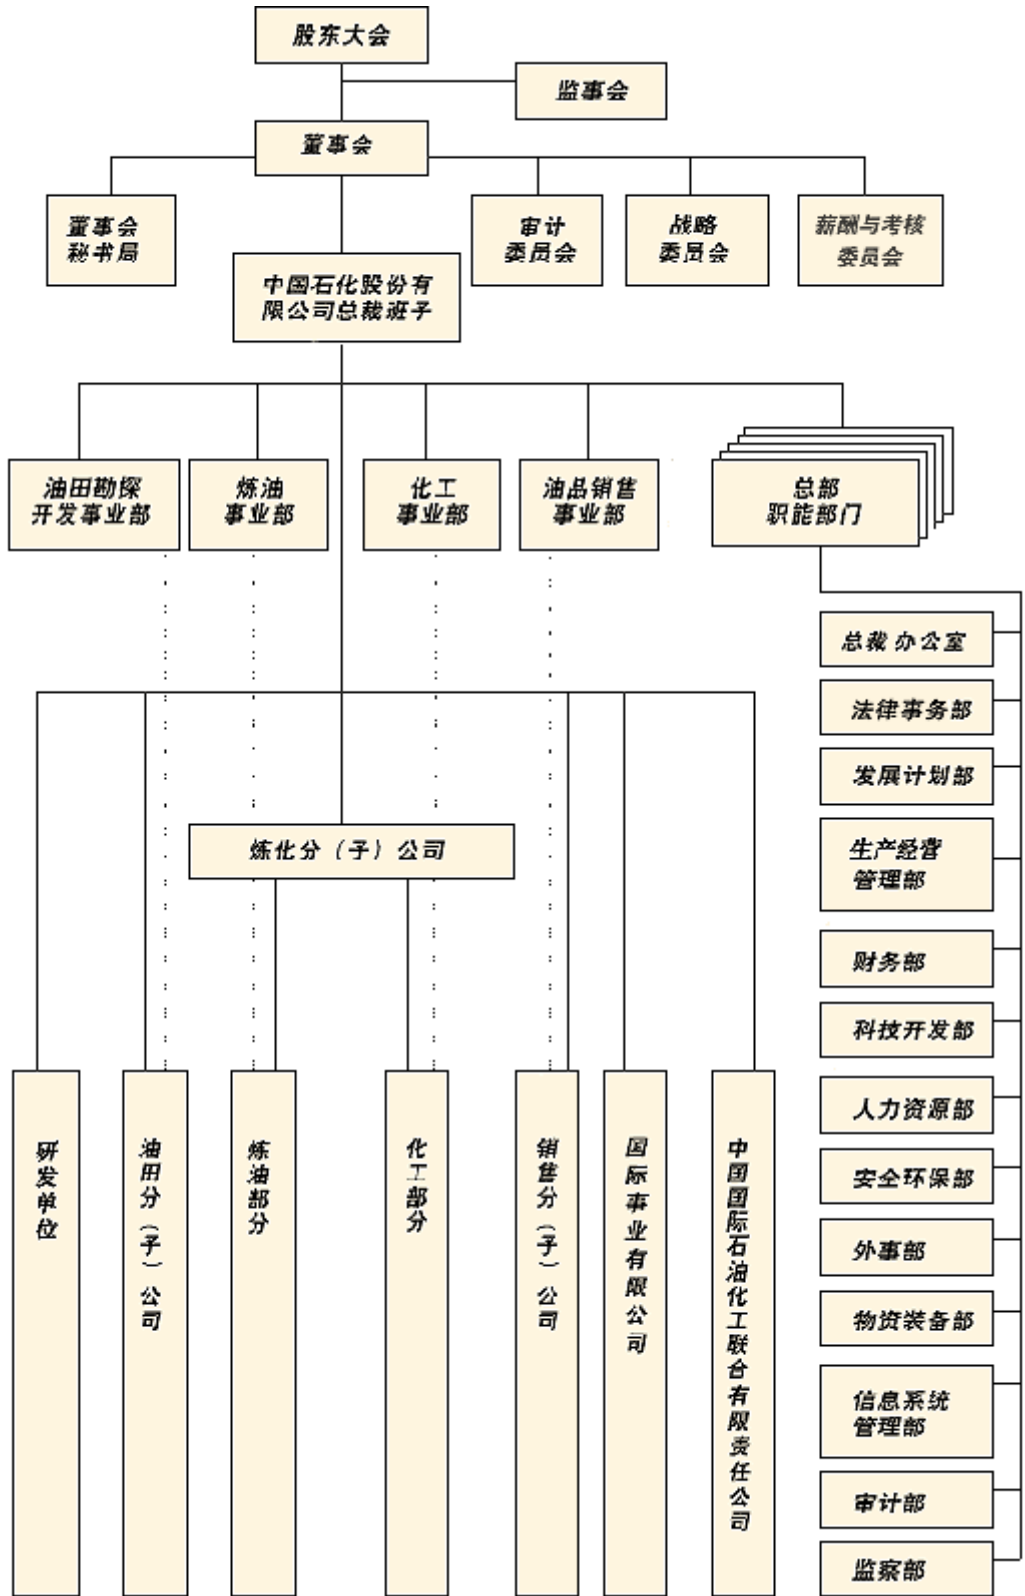 股东大会
监事会
董事会
董事会
秘书局
审计
委员会
战略
委员会
薪酬与考核
委员会
中国石化股份有
限公司总裁班子
油田勘探
开发事业部
炼油
事业部
化工
事业部
油品销售
事业部
总部
职能部门
总裁办公室
法律事务部
发展计划部
生产经营
管理部
财务部
科技开发部
人力资源部
安全环保部
外事部
物资装备部
信息系统
管理部
审计部
监察部
炼化分（子）公司
研发单位
油田分（子）公司
炼油部分
化工部分
销售分（子）公司
国际事业有限公司
中国国际石油化工联合有限责任公司